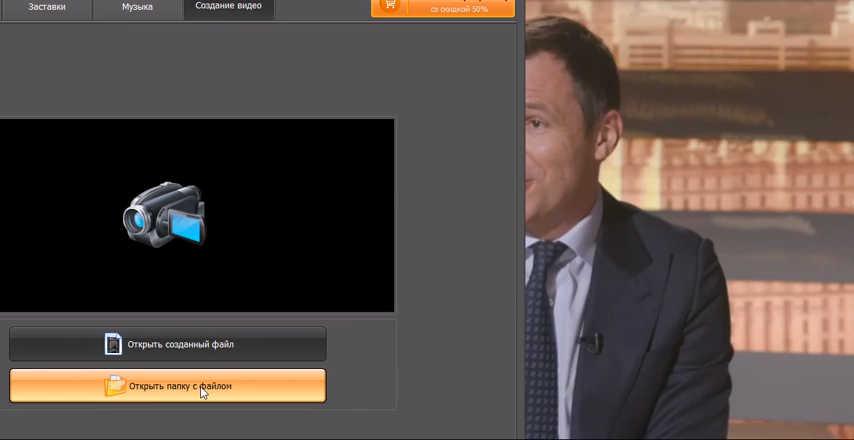 Заставки
Музыка
Создание видео
со скидкой 50%
Открыть созданный файл
Открыть папку с файлом